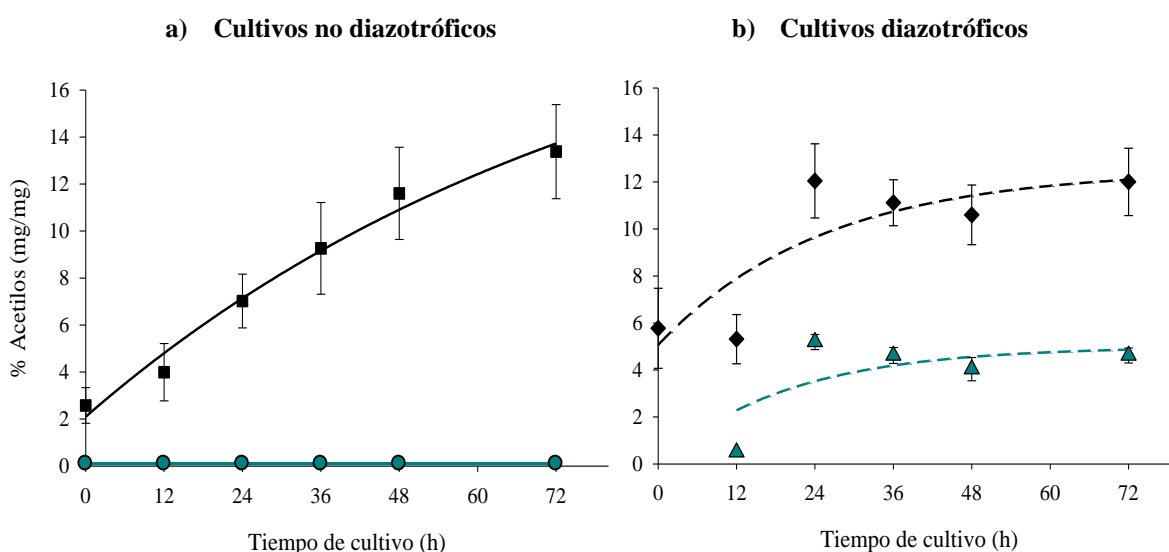 a) Cultivos no diazotróficos
b) Cultivos diazotróficos
% Acetilos (mg/mg)
16
14
12
10
8
6
4
2
0
0 12 24 36 48 60 72
Tiempo de cultivo (h)
16
14
12
10
8
6
4
2
0
0 12 24 36 48 60 72
Tiempo de cultivo (h)